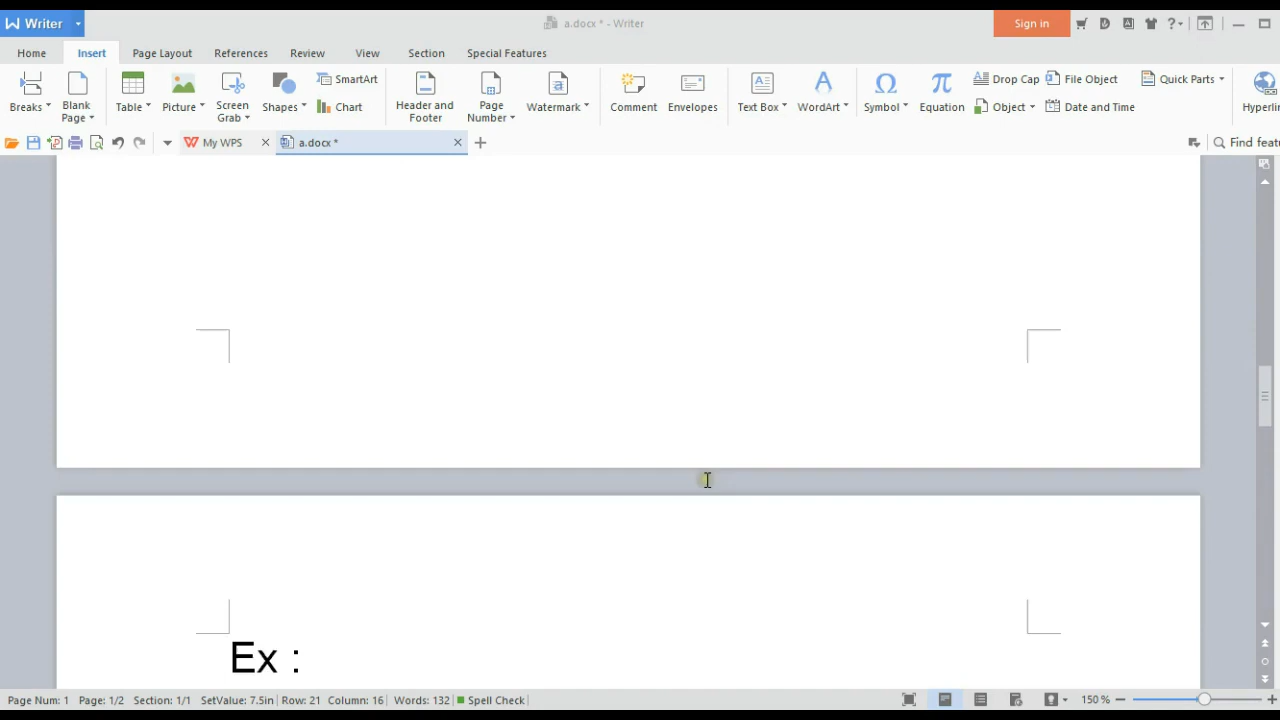 Writer
a.docx * - Writer
Sign in
Home Insert Page Layout References Review View Section Special Features
Breaks Blank Page Table Picture Screen Grab Shapes SmartArt Chart Header and Footer Page Number Watermark Comment Envelopes Text Box WordArt Symbol Equation Drop Cap Object File Object Date and Time Quick Parts Hyperlin
My WPS a.docx * Find feat
Ex :
Page Num: 1 Page: 1/2 Section: 1/1 SetValue: 7.5in Row: 21 Column: 16 Words: 132 Spell Check 150 %